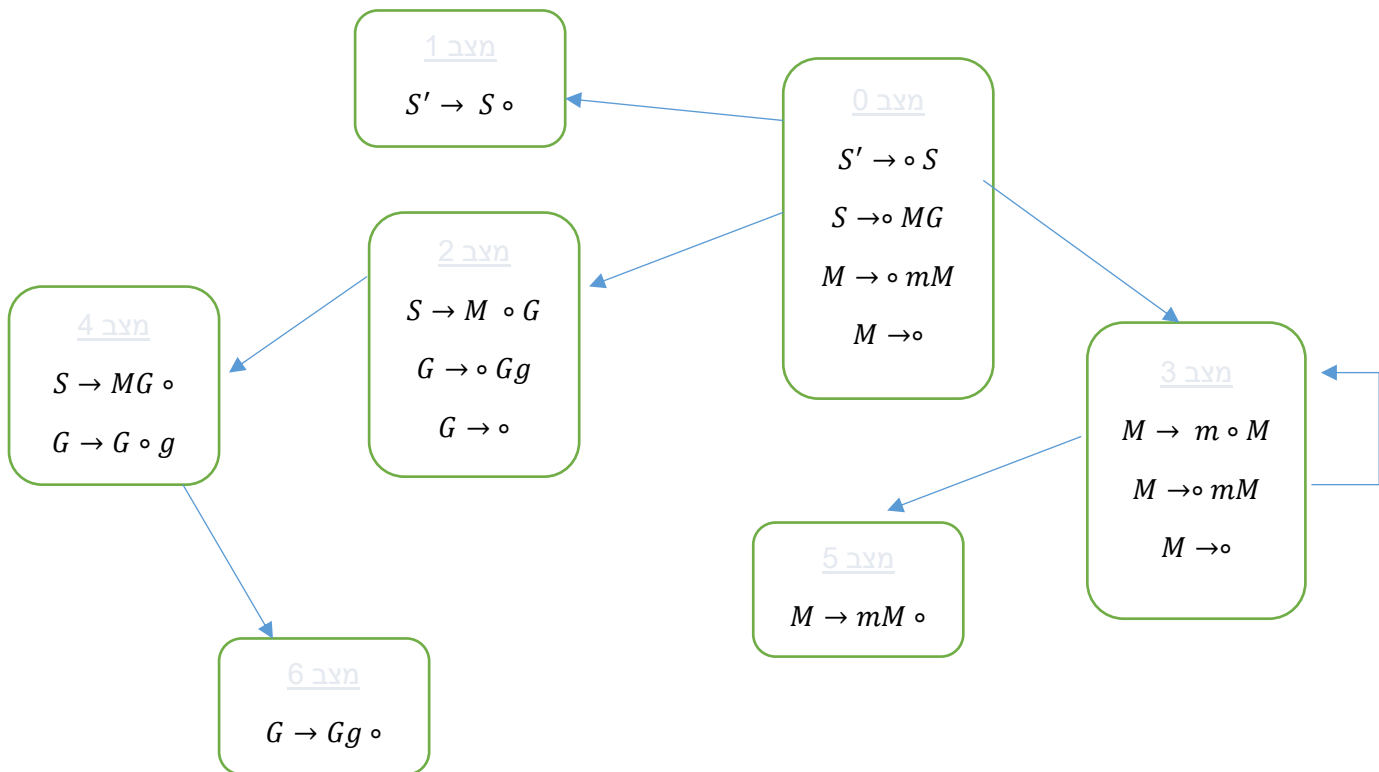 מצב 0
S′ → ∘ S
S →∘ MG
M → ∘ mM
M →∘
מצב 1
S′ → S ∘
מצב 2
S → M ∘ G
G → ∘ Gg
G → ∘
מצב 3
M → m ∘ M
M →∘ mM
M →∘
מצב 4
S → MG ∘
G → G ∘ g
מצב 5
M → mM ∘
מצב 6
G → Gg ∘